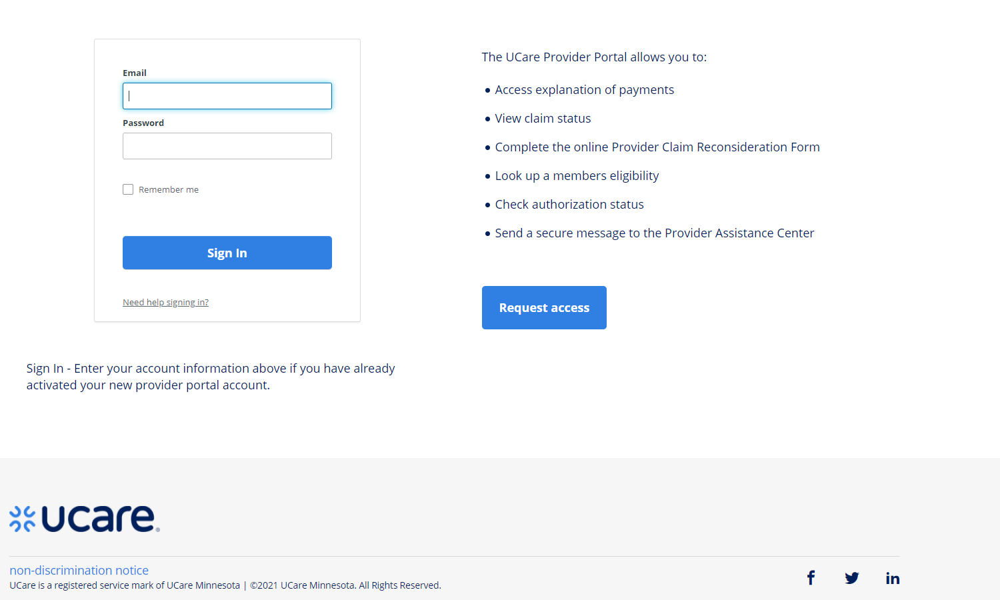 Email
Password
Remember me
Sign In
Need help signing in?
Sign In - Enter your account information above if you have already
activated your new provider portal account.
The UCare Provider Portal allows you to:
• Access explanation of payments
• View claim status
• Complete the online Provider Claim Reconsideration Form
• Look up a members eligibility
• Check authorization status
• Send a secure message to the Provider Assistance Center
Request access
ucare®
non-discrimination notice
UCare is a registered service mark of UCare Minnesota | ©2021 UCare Minnesota. All Rights Reserved.